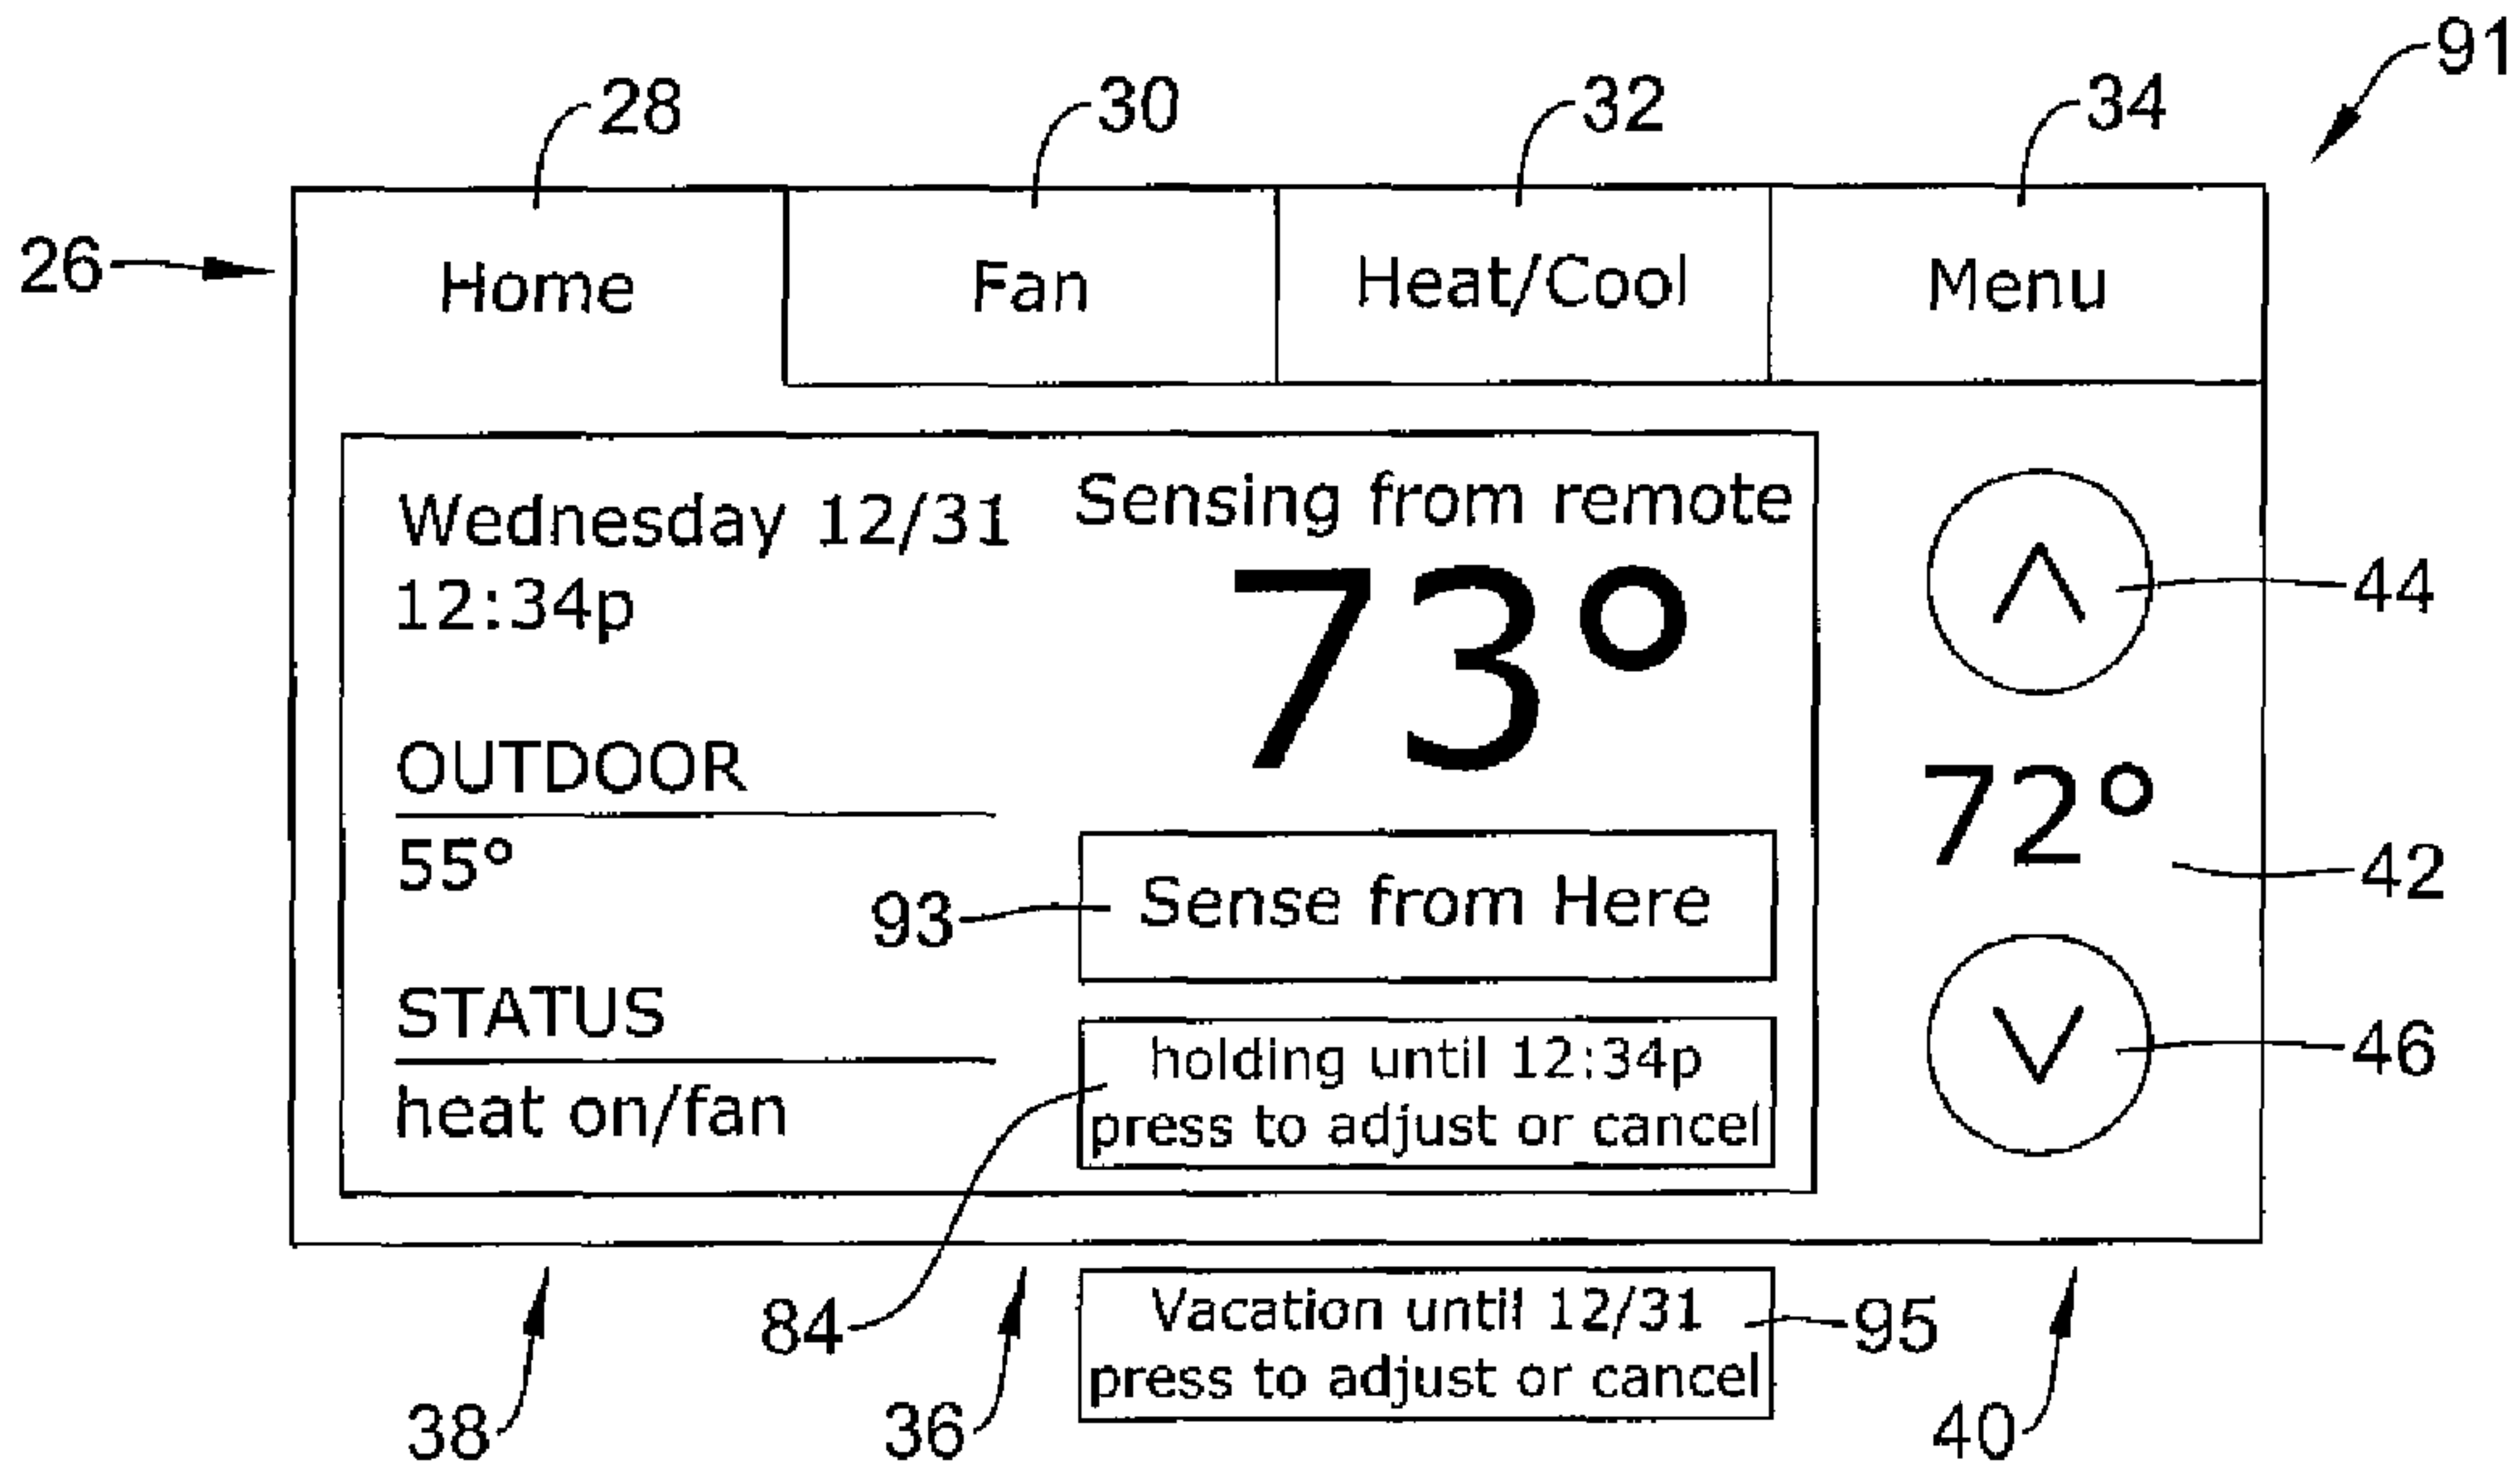 91
28
30
32
34
26
Home
Fan
Heat/Cool
Menu
Wednesday 12/31
12:34p
Sensing from remote
73°
OUTDOOR
55°
STATUS
heat on/fan
93
Sense from Here
holding until 12:34p
press to adjust or cancel
44
72°
42
46
84
Vacation until 12/31
press to adjust or cancel
95
38
36
40